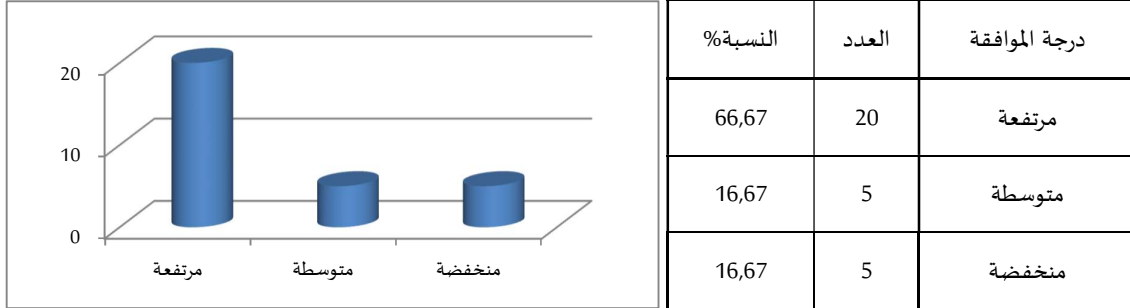 درجة الموافقة العدد النسبة%
مرتفعة 20 66,67
متوسطة 5 16,67
منخفضة 5 16,67
20
10
0
مرتفعة متوسطة منخفضة